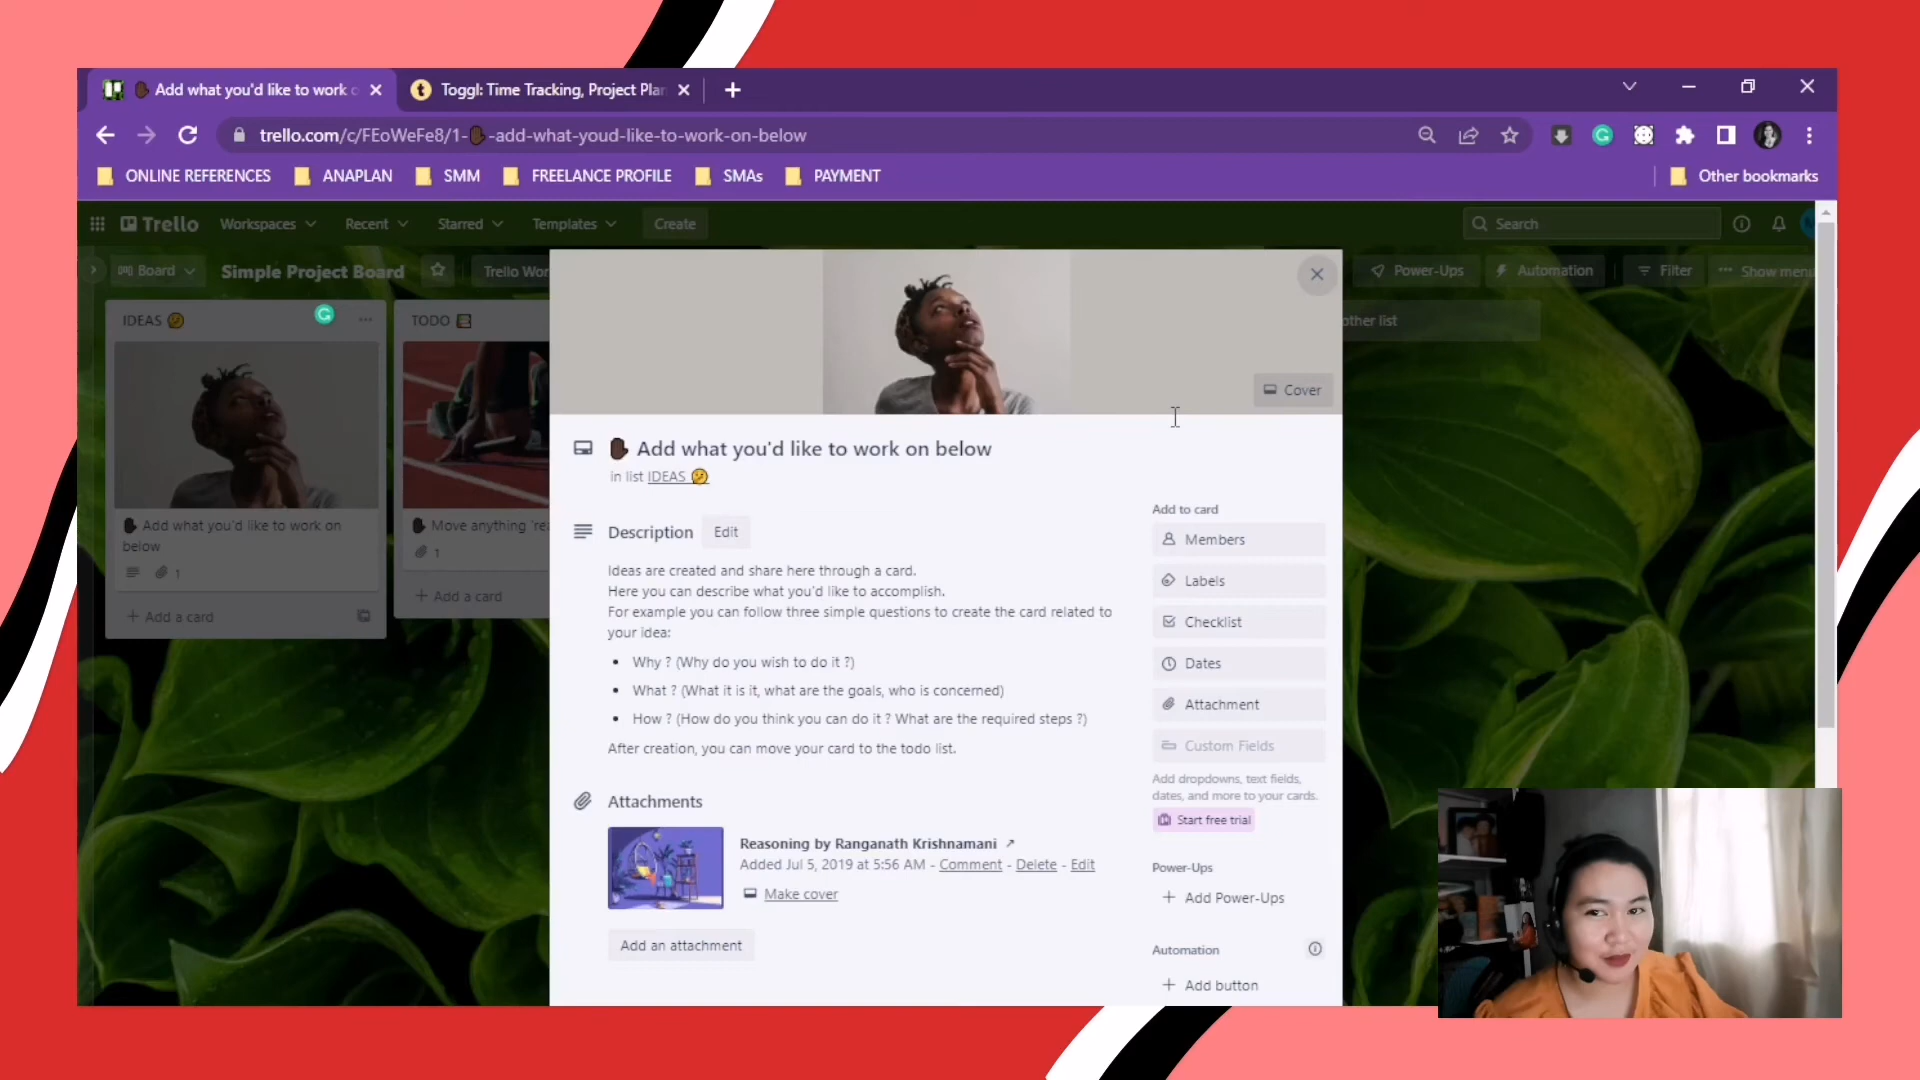 Add what you'd like to work o
Toggl: Time Tracking, Project Plan
trello.com/c/FEoWeFe8/1-✋🏿-add-what-youd-like-to-work-on-below
ONLINE REFERENCES
ANAPLAN
SMM
FREELANCE PROFILE
SMAs
PAYMENT
Other bookmarks
Trello
Workspaces
Recent
Starred
Templates
Create
Search
Board
Simple Project Board
Trello Wor
Power-Ups
Automation
Filter
Show menu
IDEAS 🤔
TODO
other list
Cover
Add what you'd like to work on
below
1
Add a card
Move anything 're
1
Add a card
✋🏿 Add what you'd like to work on below
in list IDEAS 🤔
Description
Edit
Ideas are created and share here through a card.
Here you can describe what you'd like to accomplish.
For example you can follow three simple questions to create the card related to
your idea:
• Why ? (Why do you wish to do it ?)
• What ? (What it is it, what are the goals, who is concerned)
• How ? (How do you think you can do it ? What are the required steps ?)
After creation, you can move your card to the todo list.
Attachments
Reasoning by Ranganath Krishnamani ↗
Added Jul 5, 2019 at 5:56 AM - Comment - Delete - Edit
Make cover
Add an attachment
Add to card
Members
Labels
Checklist
Dates
Attachment
Custom Fields
Add dropdowns, text fields,
dates, and more to your cards.
Start free trial
Power-Ups
+ Add Power-Ups
Automation
+ Add button